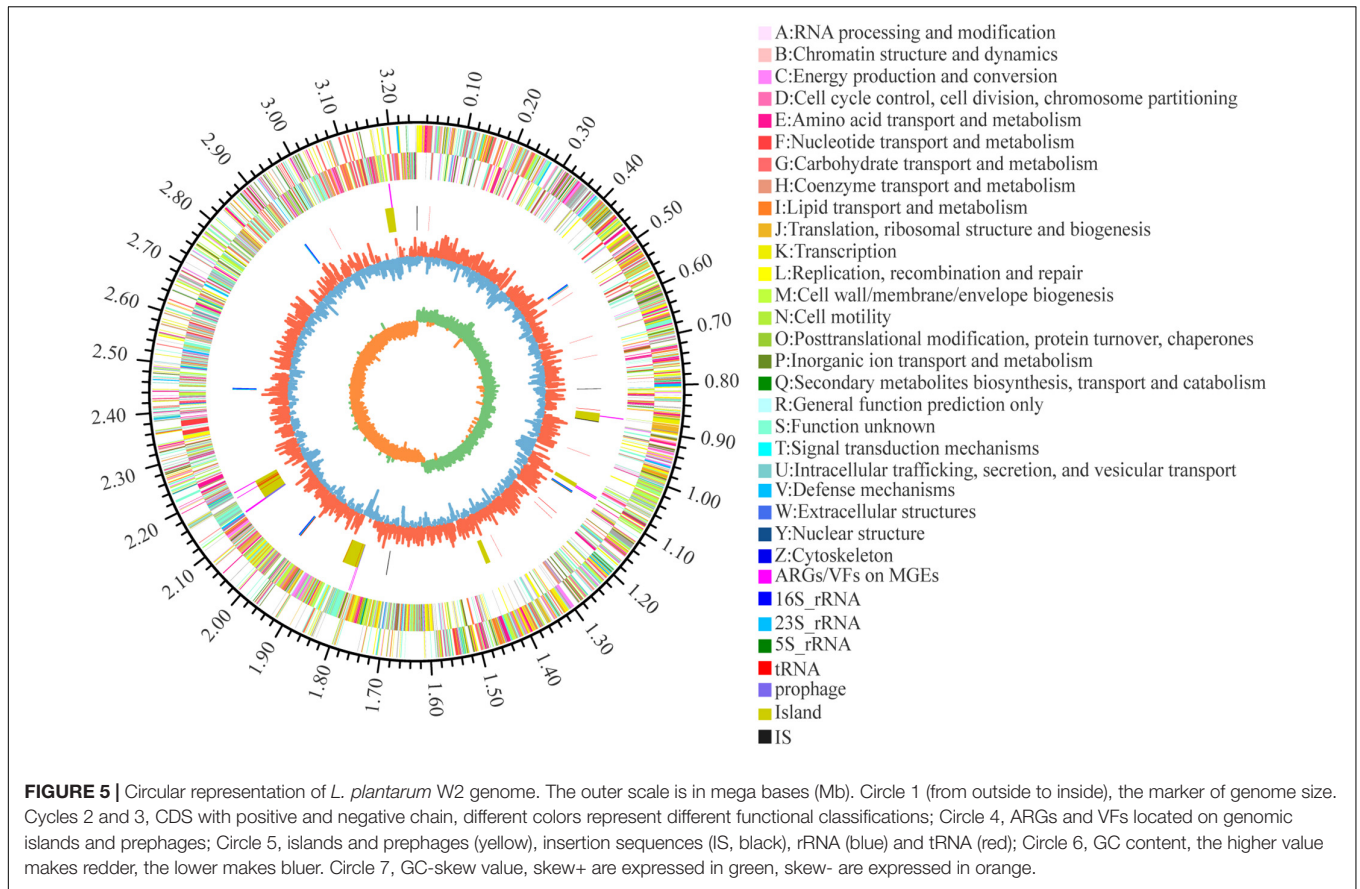 0.10
0.20
0.30
0.40
0.50
0.60
0.70
0.80
0.90
1.00
1.10
1.20
1.30
1.40
1.50
1.60
1.70
1.80
1.90
2.00
2.10
2.20
2.30
2.40
2.50
2.60
2.70
2.80
2.90
3.00
3.10
3.20
A:RNA processing and modification
B:Chromatin structure and dynamics
C:Energy production and conversion
D:Cell cycle control, cell division, chromosome partitioning
E:Amino acid transport and metabolism
F:Nucleotide transport and metabolism
G:Carbohydrate transport and metabolism
H:Coenzyme transport and metabolism
I:Lipid transport and metabolism
J:Translation, ribosomal structure and biogenesis
K:Transcription
L:Replication, recombination and repair
M:Cell wall/membrane/envelope biogenesis
N:Cell motility
O:Posttranslational modification, protein turnover, chaperones
P:Inorganic ion transport and metabolism
Q:Secondary metabolites biosynthesis, transport and catabolism
R:General function prediction only
S:Function unknown
T:Signal transduction mechanisms
U:Intracellular trafficking, secretion, and vesicular transport
V:Defense mechanisms
W:Extracellular structures
Y:Nuclear structure
Z:Cytoskeleton
ARGs/VFs on MGEs
16S_rRNA
23S_rRNA
5S_rRNA
tRNA
prophage
Island
IS
FIGURE 5 | Circular representation of L. plantarum W2 genome. The outer scale is in mega bases (Mb). Circle 1 (from outside to inside), the marker of genome size.
Cycles 2 and 3, CDS with positive and negative chain, different colors represent different functional classifications; Circle 4, ARGs and VFs located on genomic
islands and prephages; Circle 5, islands and prephages (yellow), insertion sequences (IS, black), rRNA (blue) and tRNA (red); Circle 6, GC content, the higher value
makes redder, the lower makes bluer. Circle 7, GC-skew value, skew+ are expressed in green, skew- are expressed in orange.